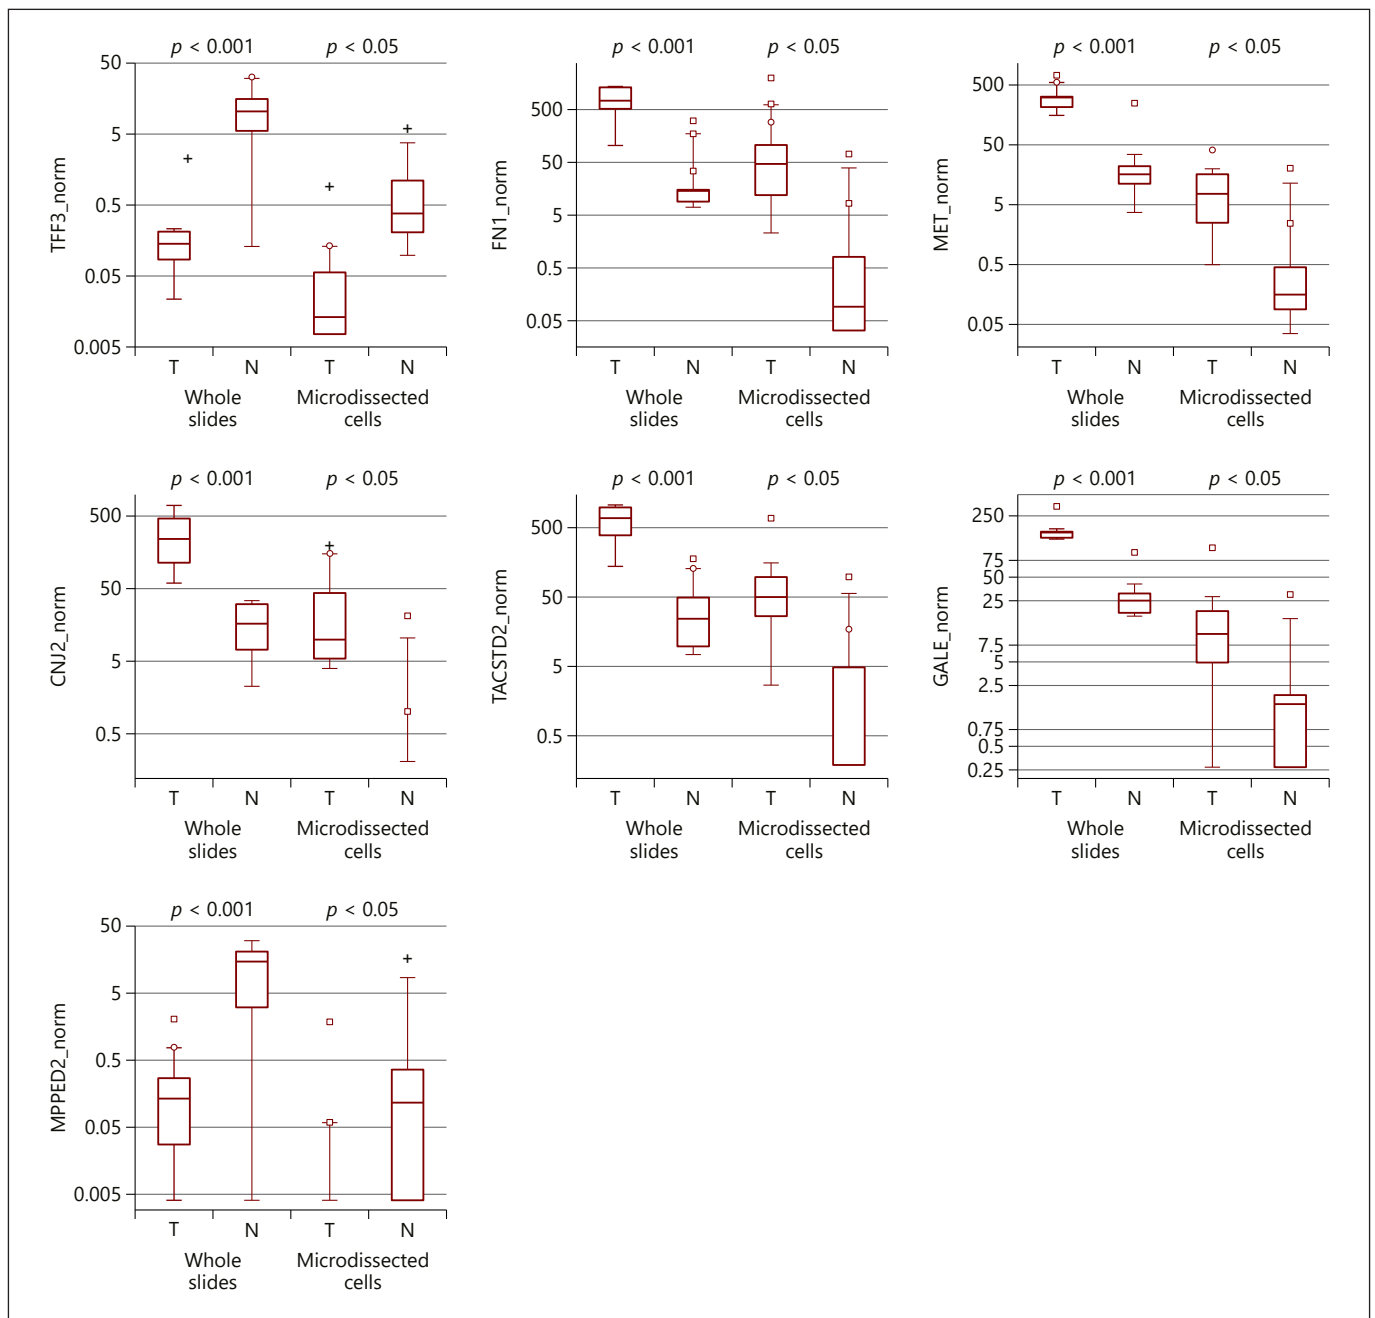 p < 0.001 p < 0.05
TFF3_norm
50
5
0.5
0.05
0.005
T N T N
Whole slides
Microdissected cells
p < 0.001 p < 0.05
FN1_norm
500
50
5
0.5
0.05
T N T N
Whole slides
Microdissected cells
p < 0.001 p < 0.05
MET_norm
500
50
5
0.5
0.05
T N T N
Whole slides
Microdissected cells
p < 0.001 p < 0.05
CNJ2_norm
500
50
5
0.5
T N T N
Whole slides
Microdissected cells
p < 0.001 p < 0.05
TACSTD2_norm
500
50
5
0.5
T N T N
Whole slides
Microdissected cells
p < 0.001 p < 0.05
GALE_norm
250
75
50
25
7.5
5
2.5
0.75
0.5
0.25
T N T N
Whole slides
Microdissected cells
p < 0.001 p < 0.05
MPPED2_norm
50
5
0.5
0.05
0.005
T N T N
Whole slides
Microdissected cells